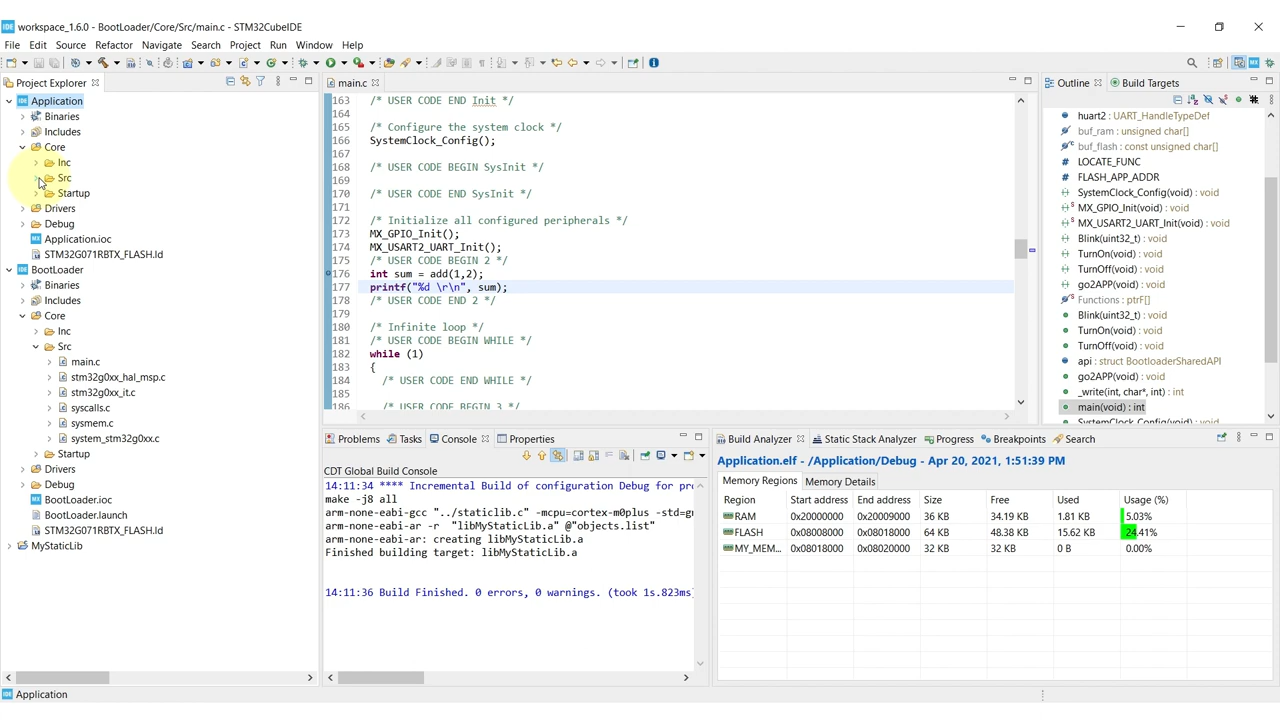 workspace_1.6.0 - BootLoader/Core/Src/main.c - STM32CubeIDE
File Edit Source Refactor Navigate Search Project Run Window Help
Project Explorer
Application
Binaries
Includes
Core
Inc
Src
Startup
Drivers
Debug
Application.ioc
STM32G071RBTX_FLASH.ld
BootLoader
Binaries
Includes
Core
Inc
Src
main.c
stm32g0xx_hal_msp.c
stm32g0xx_it.c
syscalls.c
sysmem.c
system_stm32g0xx.c
Startup
Drivers
Debug
BootLoader.ioc
BootLoader.launch
STM32G071RBTX_FLASH.ld
MyStaticLib
main.c
163 /* USER CODE END Init */
164
165 /* Configure the system clock */
166 SystemClock_Config();
167
168 /* USER CODE BEGIN SysInit */
169
170 /* USER CODE END SysInit */
171
172 /* Initialize all configured peripherals */
173 MX_GPIO_Init();
174 MX_USART2_UART_Init();
175 /* USER CODE BEGIN 2 */
176 int sum = add(1,2);
177 printf("%d \r\n", sum);
178 /* USER CODE END 2 */
179
180 /* Infinite loop */
181 /* USER CODE BEGIN WHILE */
182 while (1)
183 {
184 /* USER CODE END WHILE */
185
186 /* USER CODE BEGIN 3 */
Outline Build Targets
huart2 : UART_HandleTypeDef
buf_ram : unsigned char[]
buf_flash : const unsigned char[]
LOCATE_FUNC
FLASH_APP_ADDR
SystemClock_Config(void) : void
MX_GPIO_Init(void) : void
MX_USART2_UART_Init(void) : void
Blink(uint32_t) : void
TurnOn(void) : void
TurnOff(void) : void
go2APP(void) : void
Functions : ptrF[]
Blink(uint32_t) : void
TurnOn(void) : void
TurnOff(void) : void
api : struct BootloaderSharedAPI
go2APP(void) : void
_write(int, char*, int) : int
main(void) : int
SystemClock_Config(void) : void
Problems Tasks Console Properties
CDT Global Build Console
14:11:34 **** Incremental Build of configuration Debug for pro
make -j8 all
arm-none-eabi-gcc "../staticlib.c" -mcpu=cortex-m0plus -std=gn
arm-none-eabi-ar -r "libMyStaticLib.a" @"objects.list"
arm-none-eabi-ar: creating libMyStaticLib.a
Finished building target: libMyStaticLib.a
14:11:36 Build Finished. 0 errors, 0 warnings. (took 1s.823ms)
Build Analyzer Static Stack Analyzer Progress Breakpoints Search
Application.elf - /Application/Debug - Apr 20, 2021, 1:51:39 PM
Memory Regions Memory Details
Region Start address End address Size Free Used Usage (%)
RAM 0x20000000 0x20009000 36 KB 34.19 KB 1.81 KB 5.03%
FLASH 0x08008000 0x08018000 64 KB 48.38 KB 15.62 KB 24.41%
MY_MEM... 0x08018000 0x08020000 32 KB 32 KB 0 B 0.00%
Application